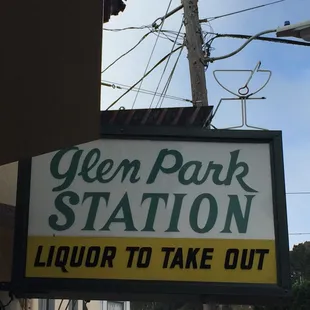 Glen Park
STATION
LIQUOR TO TAKE OUT